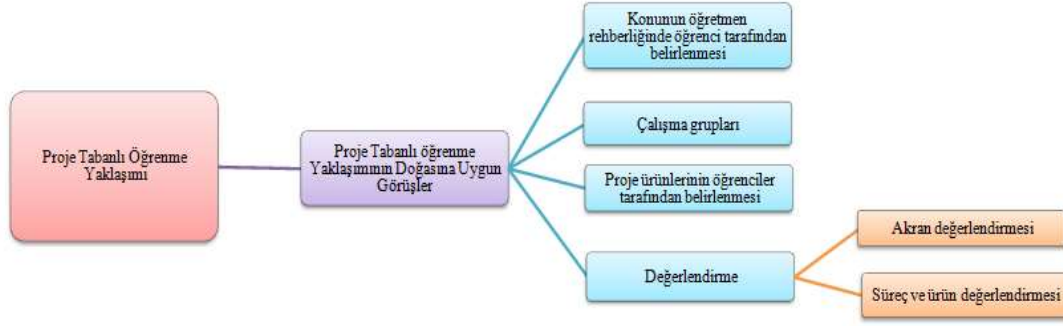 Proje Tabanlı Öğrenme
Yaklaşımı
Proje Tabanlı öğrenme
Yaklaşımının Doğasına Uygun
Görüşler
Konunun öğretmen
rehberliğinde öğrenci tarafından
belirlenmesi
Çalışma grupları
Proje ürünlerinin öğrenciler
tarafından belirlenmesi
Değerlendirme
Akran değerlendirmesi
Süreç ve ürün değerlendirmesi